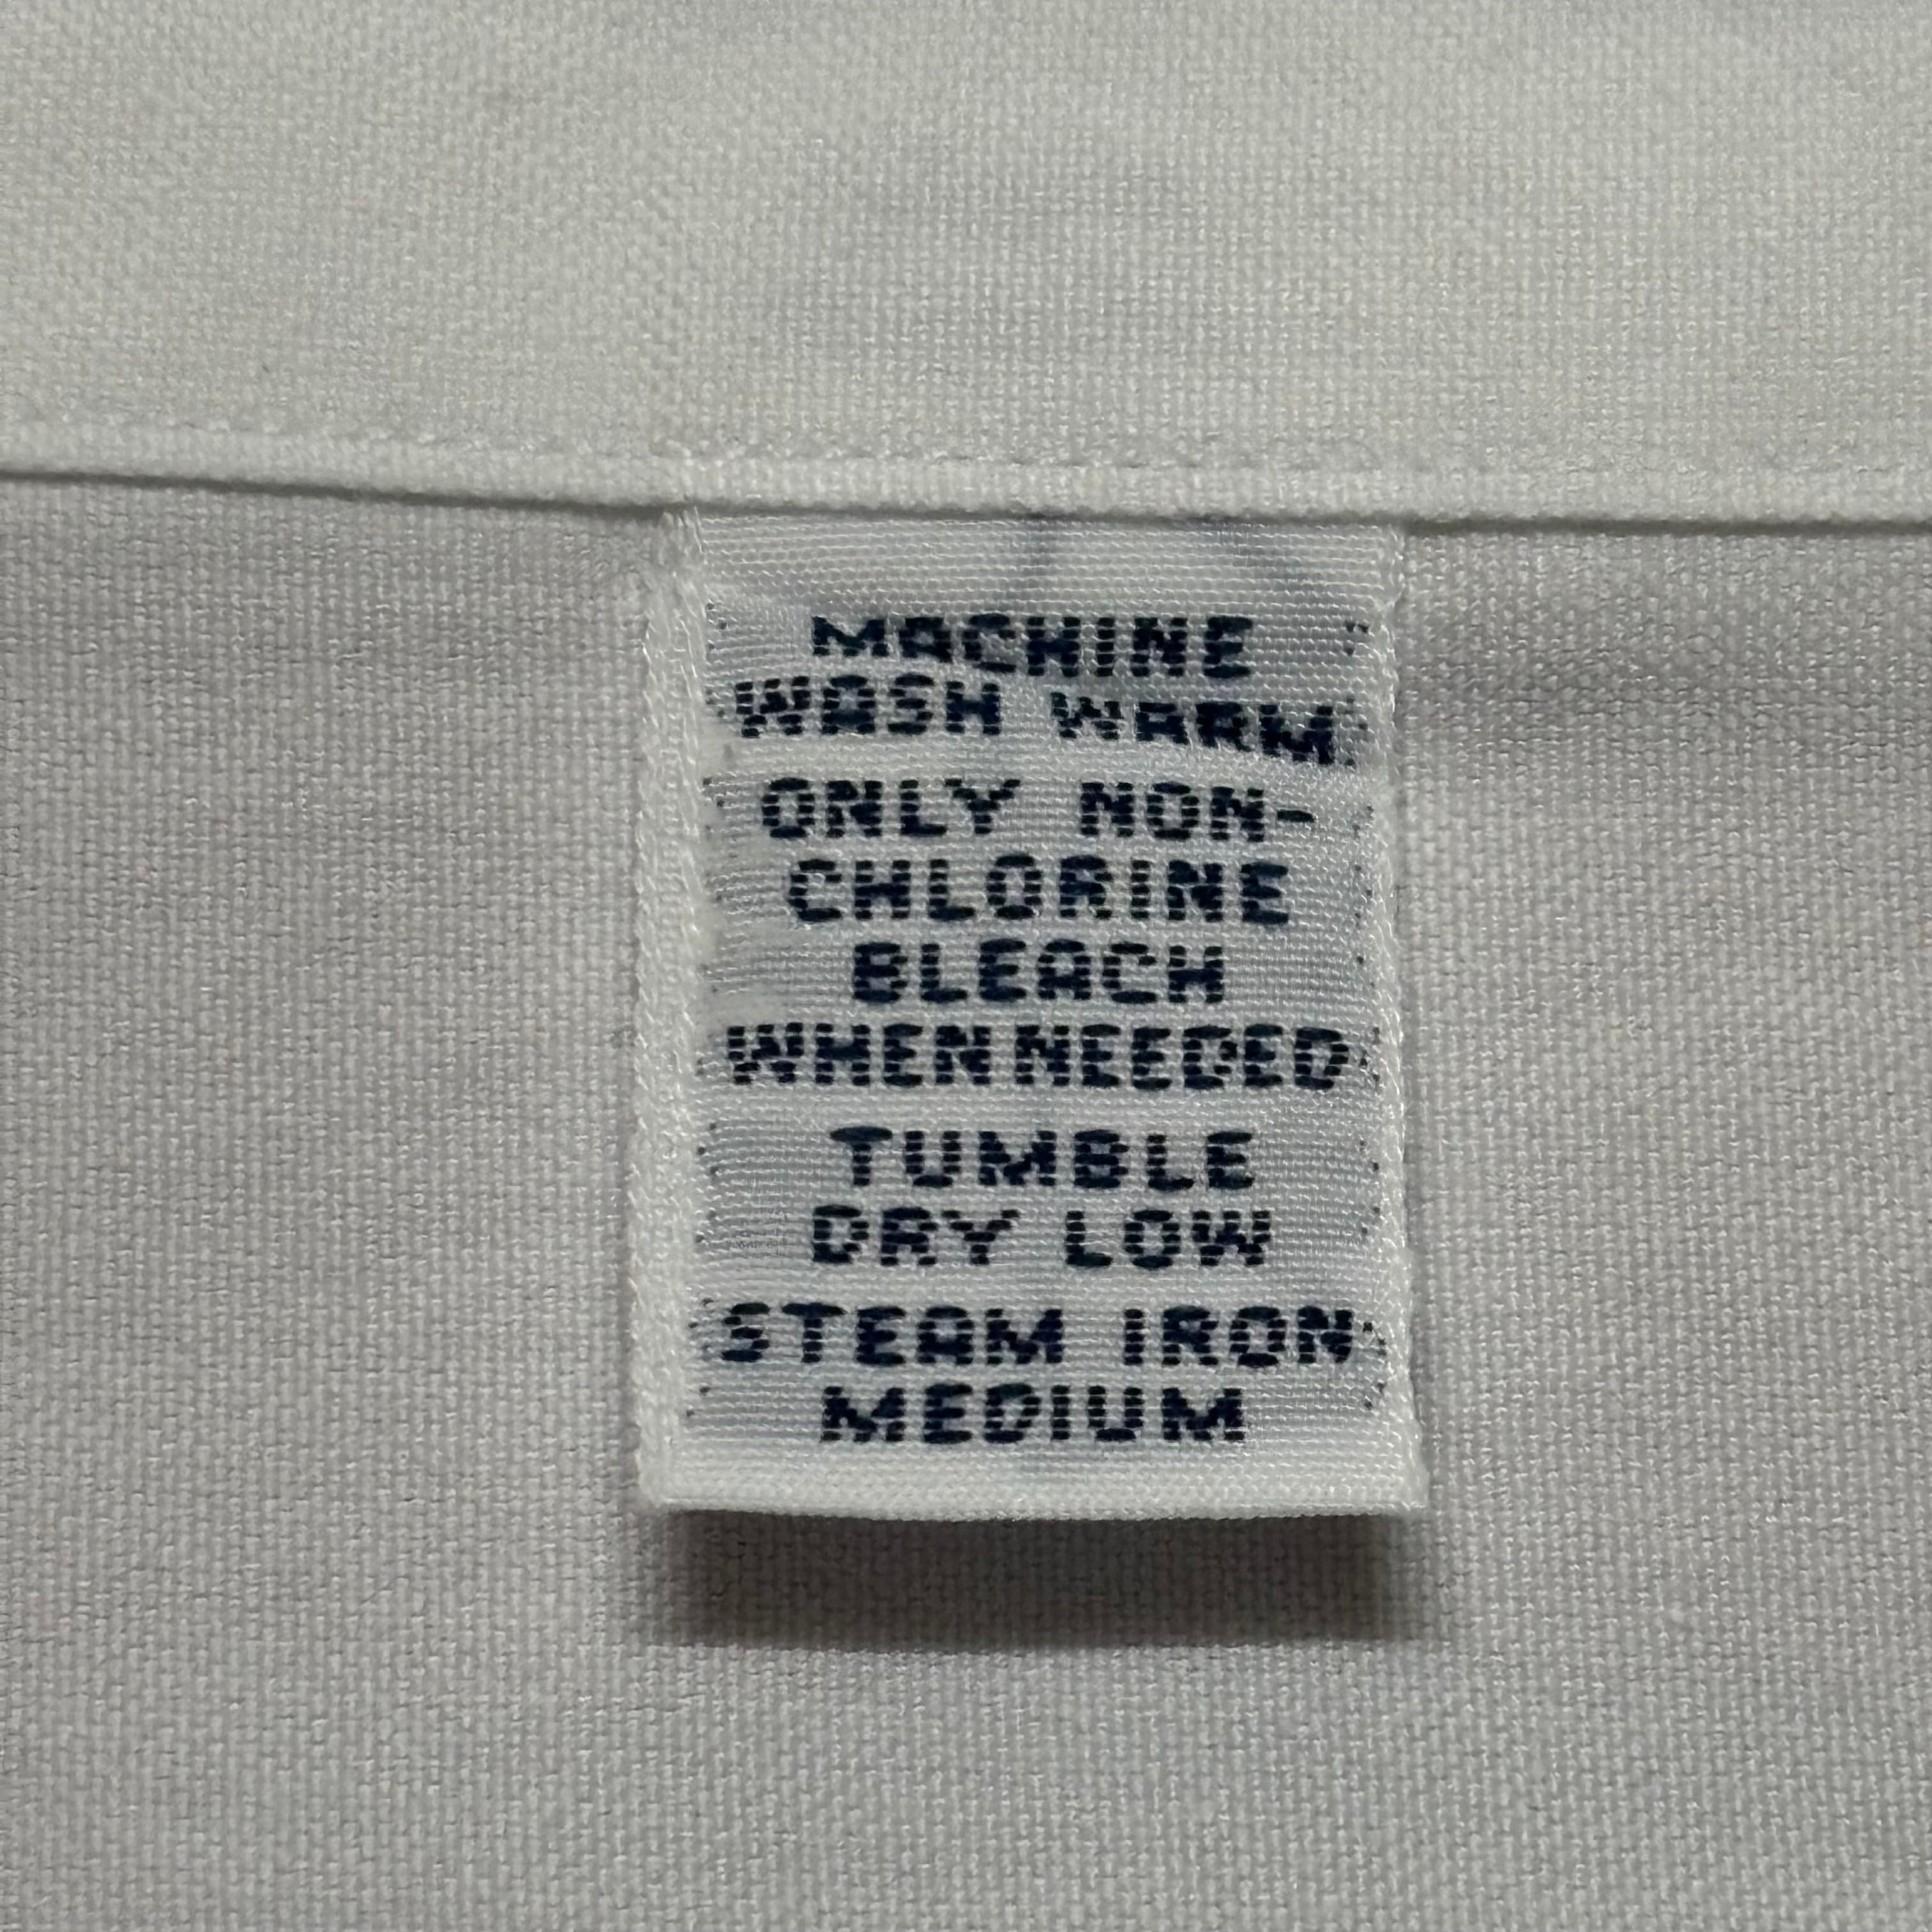 MACHINE
WASH WARM
ONLY NON-
CHLORINE
BLEACH
WHEN NEEDED
TUMBLE
DRY LOW
STEAM IRON
MEDIUM